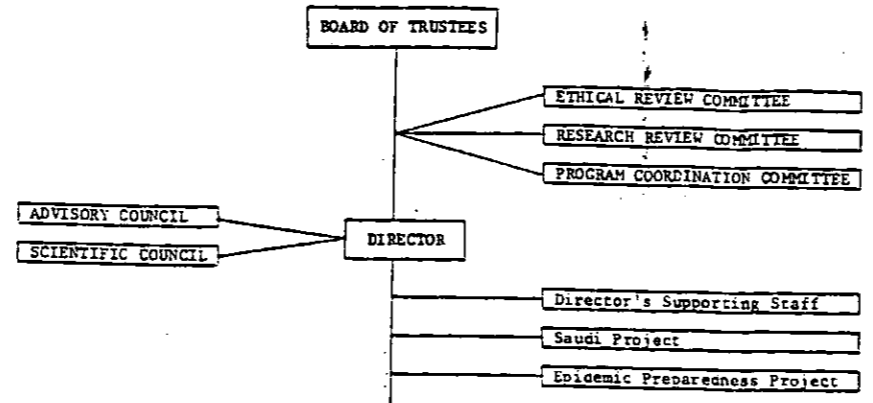 BOARD OF TRUSTEES
ETHICAL REVIEW COMMITTEE
RESEARCH REVIEW COMMITTEE
PROGRAM COORDINATION COMMITTEE
ADVISORY COUNCIL
DIRECTOR
SCIENTIFIC COUNCIL
Director's Supporting Staff
Saudi Project
Epidemic Preparedness Project